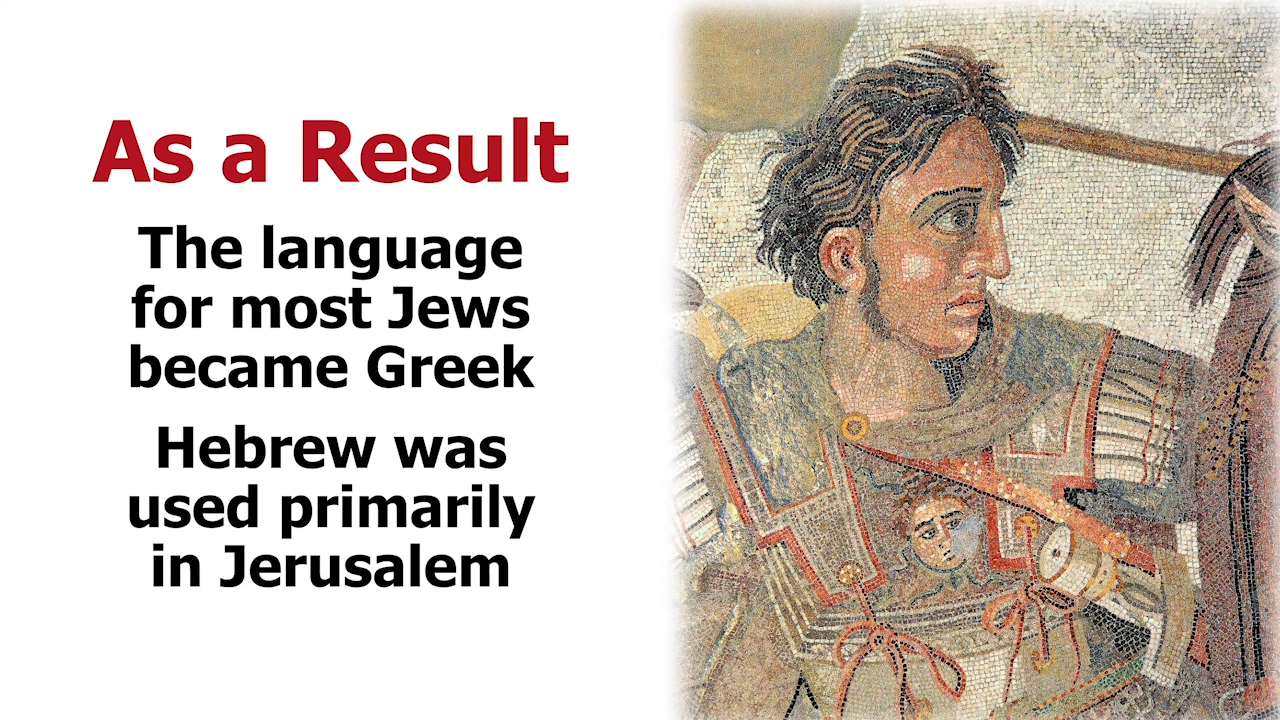 As a Result
The language
for most Jews
became Greek
Hebrew was
used primarily
in Jerusalem